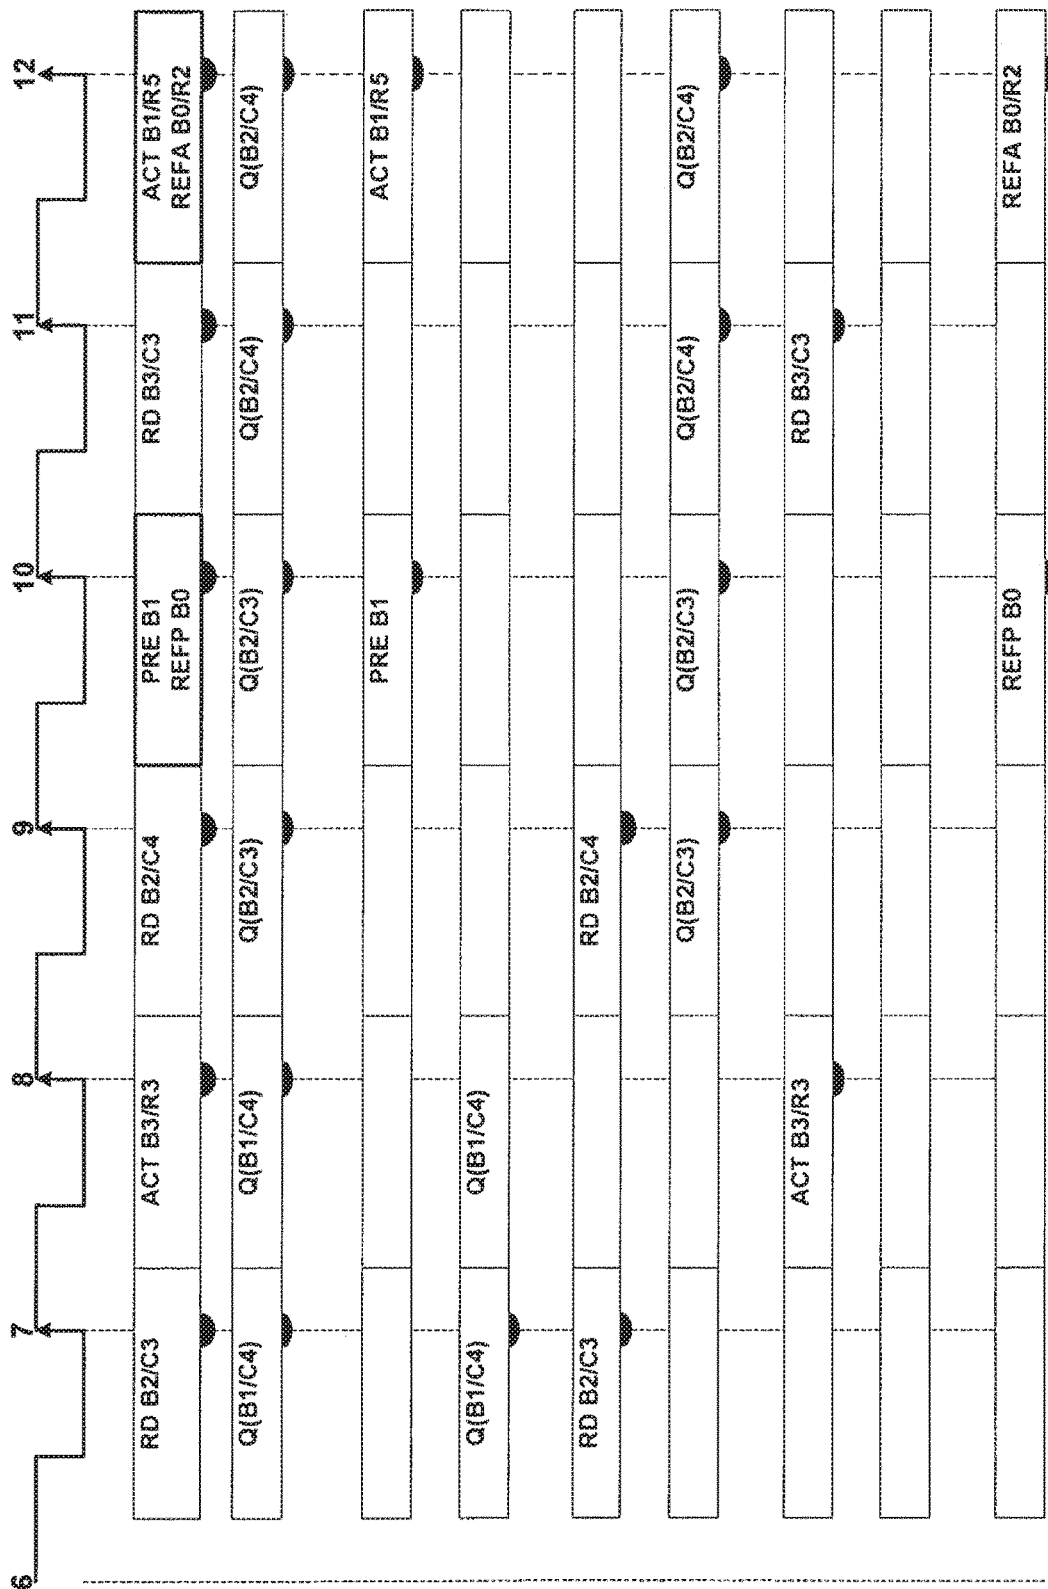 6 7 8 9 10 11 12
RD B2/C3 ACT B3/R3 RD B2/C4 PRE B1 RD B3/C3 ACT B1/R5
REFP B0 REFA B0/R2
Q(B1/C4) Q(B1/C4) Q(B2/C3) Q(B2/C3) Q(B2/C4) Q(B2/C4)
PRE B1 ACT B1/R5
Q(B1/C4) Q(B1/C4)
RD B2/C3 RD B2/C4
Q(B2/C3) Q(B2/C3) Q(B2/C4) Q(B2/C4)
ACT B3/R3 RD B3/C3
REFP B0 REFA B0/R2